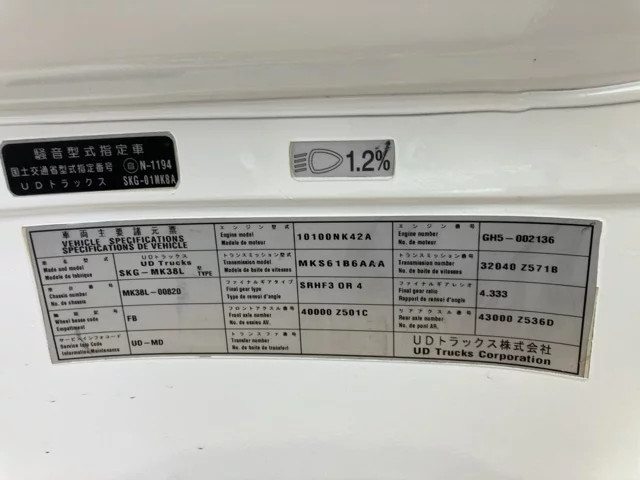 騒音型式指定車
国土交通省型式指定番号 自N-1194
UDトラックス SKG-01MK8A
1.2%
車両主要諸元票
VEHICLE SPECIFICATIONS
SPECIFICATIONS DE VEHICLE
車名 型式
Made and model
Modele de fabrique
UDトラックス
UD Trucks
SKG-MK38L 型 TYPE
車台番号
Chassis number
No de chassis
MK38L-00820
Wheel base code
Empattement
FB
サービスインフォコード
Service Info Code
Information/Maintenance
UD-MD
エンジン型式
Engine model
Modele de moteur
10100NK42A
トランスミッション型式
Transmission model
Modele de boite de vitesses
MKS61B6AAA
ファイナルギアタイプ
Final gear type
Type de renvoi d'angle
SRHF3 OR 4
フロントアクスル番号
Front axle number
No de essieu AV.
40000 Z501C
トランスファ番号
Transfer number
No de boite de transfert
エンジン番号
Engine number
No de moteur
GH5-002136
トランスミッション番号
Transmission number
No de boite de vitesses
32040 Z571B
ファイナルギアレシオ
Final gear ratio
Rapport de renvoi d'angle
4.333
リアアクスル番号
Rear axle number
No de pont AR.
43000 Z536D
UDトラックス株式会社
UD Trucks Corporation